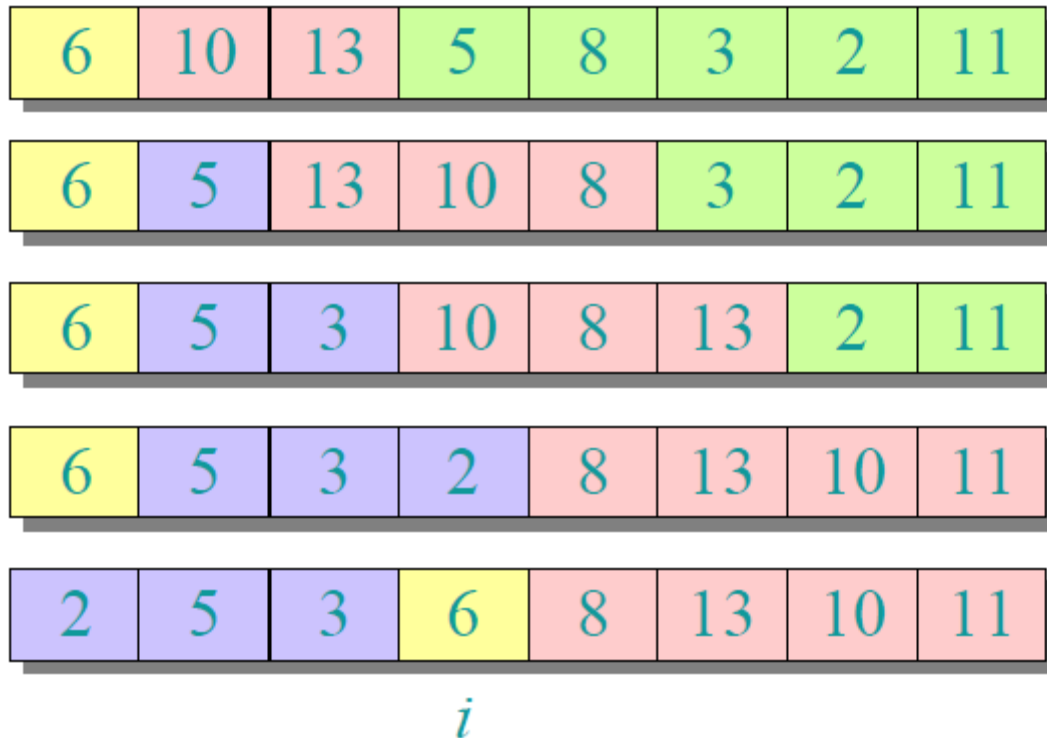 6 10 13 5 8 3 2 11
6 5 13 10 8 3 2 11
6 5 3 10 8 13 2 11
6 5 3 2 8 13 10 11
2 5 3 6 8 13 10 11
i